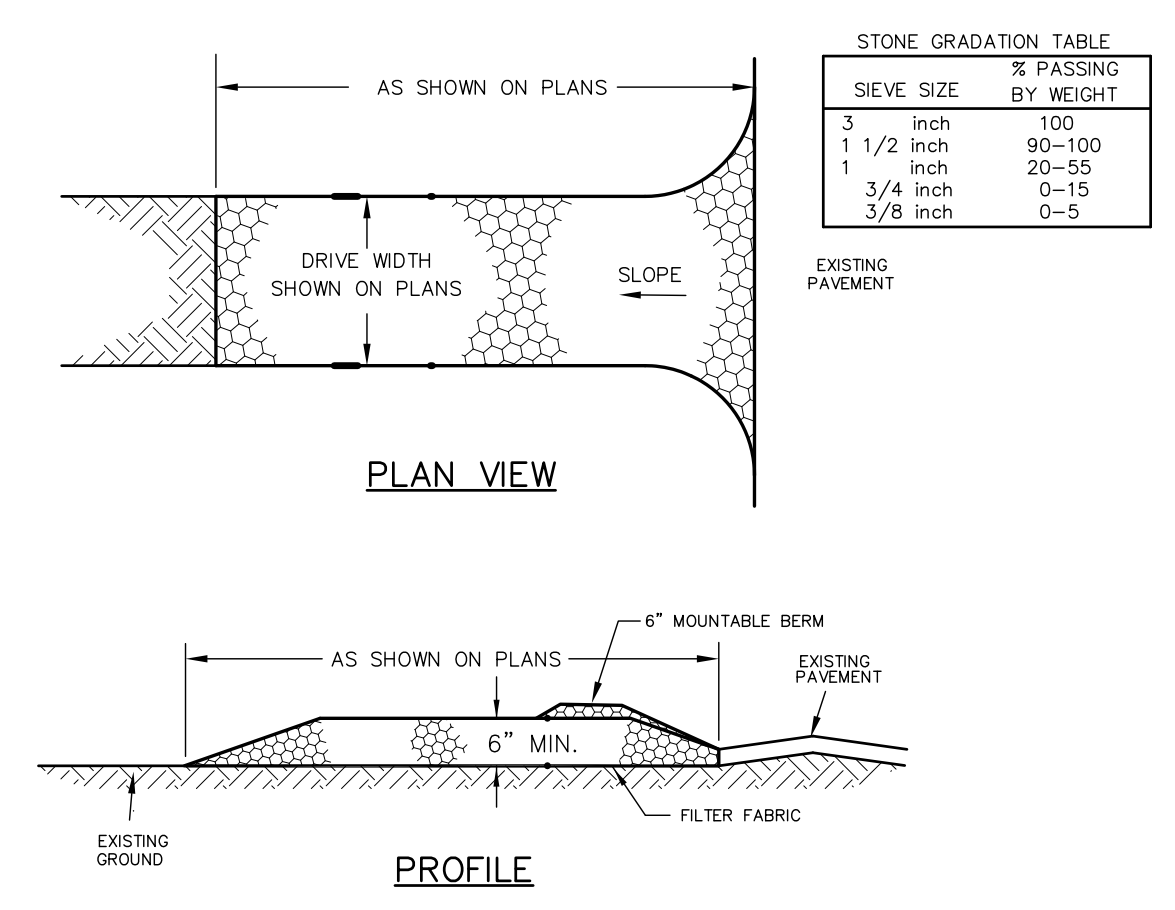 STONE GRADATION TABLE
SIEVE SIZE
% PASSING
BY WEIGHT
3 inch 100
1 1/2 inch 90–100
1 inch 20–55
3/4 inch 0–15
3/8 inch 0–5
AS SHOWN ON PLANS
DRIVE WIDTH
SHOWN ON PLANS
SLOPE
EXISTING
PAVEMENT
PLAN VIEW
6" MOUNTABLE BERM
AS SHOWN ON PLANS
EXISTING
PAVEMENT
6" MIN.
FILTER FABRIC
EXISTING
GROUND
PROFILE